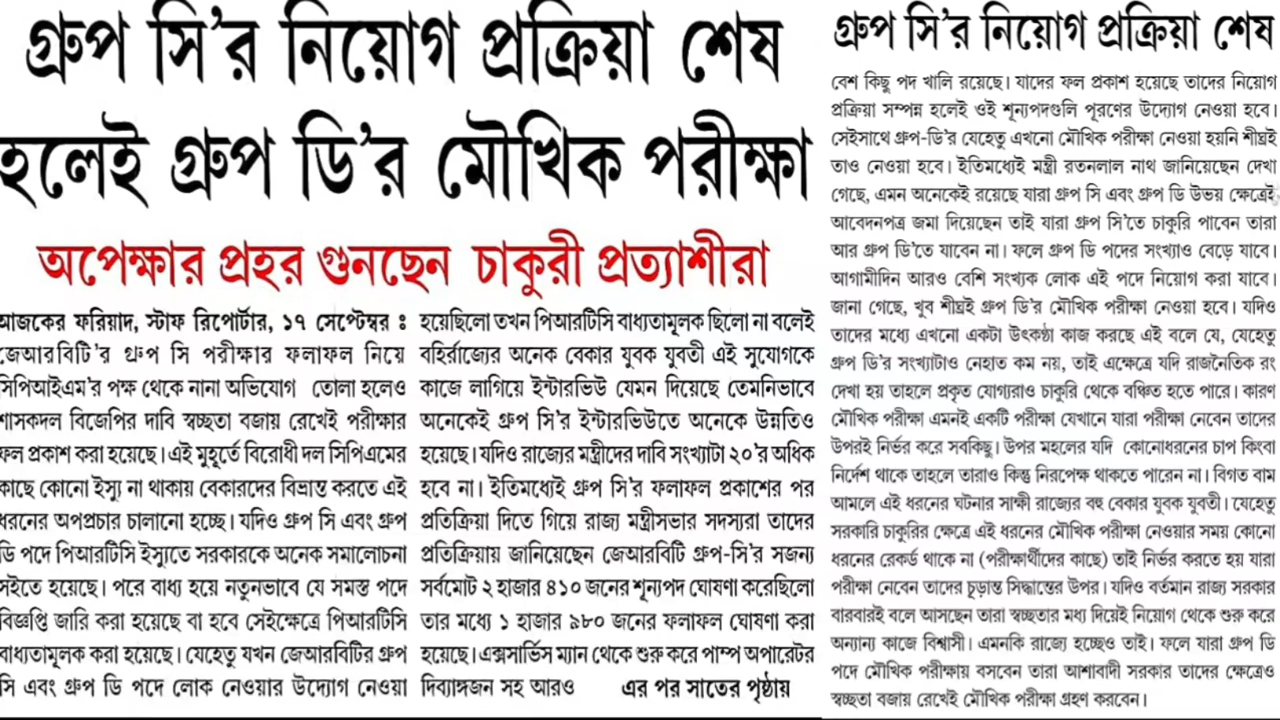 গ্রুপ সি'র নিয়োগ প্রক্রিয়া শেষ
হলেই গ্রুপ ডি'র মৌখিক পরীক্ষা
অপেক্ষার প্রহর গুনছেন চাকুরী প্রত্যাশীরা
আজকের ফরিয়াদ, স্টাফ রিপোর্টার, ১৭ সেপ্টেম্বর ঃ
জেআরবিটি'র গ্রুপ সি পরীক্ষার ফলাফল নিয়ে
সিপিআইএম'র পক্ষ থেকে নানা অভিযোগ তোলা হলেও
শাসকদল বিজেপির দাবি স্বচ্ছতা বজায় রেখেই পরীক্ষার
ফল প্রকাশ করা হয়েছে। এই মুহূর্তে বিরোধী দল সিপিএমের
কাছে কোনো ইস্যু না থাকায় বেকারদের বিভ্রান্ত করতে এই
ধরনের অপপ্রচার চালানো হচ্ছে। যদিও গ্রুপ সি এবং গ্রুপ
ডি পদে পিআরটিসি ইস্যুতে সরকারকে অনেক সমালোচনা
সইতে হয়েছে। পরে বাধ্য হয়ে নতুনভাবে যে সমস্ত পদে
বিজ্ঞপ্তি জারি করা হয়েছে বা হবে সেইক্ষেত্রে পিআরটিসি
বাধ্যতামূলক করা হয়েছে। যেহেতু যখন জেআরবিটির গ্রুপ
সি এবং গ্রুপ ডি পদে লোক নেওয়ার উদ্যোগ নেওয়া
হয়েছিলো তখন পিআরটিসি বাধ্যতামূলক ছিলো না বলেই
বহির্রাজ্যের অনেক বেকার যুবক যুবতী এই সুযোগকে
কাজে লাগিয়ে ইন্টারভিউ যেমন দিয়েছে তেমনিভাবে
অনেকেই গ্রুপ সি'র ইন্টারভিউতে অনেকে উন্নতিও
হয়েছে। যদিও রাজ্যের মন্ত্রীদের দাবি সংখ্যাটা ২০'র অধিক
হবে না। ইতিমধ্যেই গ্রুপ সি'র ফলাফল প্রকাশের পর
প্রতিক্রিয়া দিতে গিয়ে রাজ্য মন্ত্রীসভার সদস্যরা তাদের
প্রতিক্রিয়ায় জানিয়েছেন জেআরবিটি গ্রুপ-সি'র সজন্য
সর্বমোট ২ হাজার ৪১০ জনের শূন্যপদ ঘোষণা করেছিলো
তার মধ্যে ১ হাজার ৯৮০ জনের ফলাফল ঘোষণা করা
হয়েছে। এক্সসার্ভিস ম্যান থেকে শুরু করে পাম্প অপারেটর
দিব্যাঙ্গজন সহ আরও এর পর সাতের পৃষ্ঠায়
গ্রুপ সি'র নিয়োগ প্রক্রিয়া শেষ
বেশ কিছু পদ খালি রয়েছে। যাদের ফল প্রকাশ হয়েছে তাদের নিয়োগ
প্রক্রিয়া সম্পন্ন হলেই ওই শূন্যপদগুলি পূরণের উদ্যোগ নেওয়া হবে।
সেইসাথে গ্রুপ-ডি'র যেহেতু এখনো মৌখিক পরীক্ষা নেওয়া হয়নি শীঘ্রই
তাও নেওয়া হবে। ইতিমধ্যেই মন্ত্রী রতনলাল নাথ জানিয়েছেন দেখা
গেছে, এমন অনেকেই রয়েছে যারা গ্রুপ সি এবং গ্রুপ ডি উভয় ক্ষেত্রেই
আবেদনপত্র জমা দিয়েছেন তাই যারা গ্রুপ সি'তে চাকুরি পাবেন তারা
আর গ্রুপ ডি'তে যাবেন না। ফলে গ্রুপ ডি পদের সংখ্যাও বেড়ে যাবে।
আগামীদিন আরও বেশি সংখ্যক লোক এই পদে নিয়োগ করা যাবে।
জানা গেছে, খুব শীঘ্রই গ্রুপ ডি'র মৌখিক পরীক্ষা নেওয়া হবে। যদিও
তাদের মধ্যে এখনো একটা উৎকণ্ঠা কাজ করছে এই বলে যে, যেহেতু
গ্রুপ ডি'র সংখ্যাটাও নেহাত কম নয়, তাই এক্ষেত্রে যদি রাজনৈতিক রং
দেখা হয় তাহলে প্রকৃত যোগ্যরাও চাকুরি থেকে বঞ্চিত হতে পারে। কারণ
মৌখিক পরীক্ষা এমনই একটি পরীক্ষা যেখানে যারা পরীক্ষা নেবেন তাদের
উপরই নির্ভর করে সবকিছু। উপর মহলের যদি কোনোধরনের চাপ কিংবা
নির্দেশ থাকে তাহলে তারাও কিন্তু নিরপেক্ষ থাকতে পারেন না। বিগত বাম
আমলে এই ধরনের ঘটনার সাক্ষী রাজ্যের বহু বেকার যুবক যুবতী। যেহেতু
সরকারি চাকুরির ক্ষেত্রে এই ধরনের মৌখিক পরীক্ষা নেওয়ার সময় কোনো
ধরনের রেকর্ড থাকে না (পরীক্ষার্থীদের কাছে) তাই নির্ভর করতে হয় যারা
পরীক্ষা নেবেন তাদের চূড়ান্ত সিদ্ধান্তের উপর। যদিও বর্তমান রাজ্য সরকার
বারবারই বলে আসছেন তারা স্বচ্ছতার মধ্য দিয়েই নিয়োগ থেকে শুরু করে
অন্যান্য কাজে বিশ্বাসী। এমনকি রাজ্যে হচ্ছেও তাই। ফলে যারা গ্রুপ ডি
পদে মৌখিক পরীক্ষায় বসবেন তারা আশাবাদী সরকার তাদের ক্ষেত্রেও
স্বচ্ছতা বজায় রেখেই মৌখিক পরীক্ষা গ্রহণ করবেন।